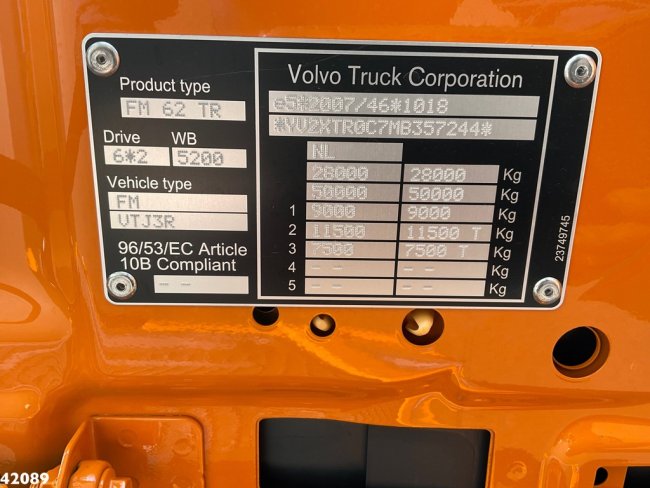 Product type
FM 62 TR
Drive WB
6*2 5200
Vehicle type
FM
VTJ3R
96/53/EC Article
10B Compliant
-- --
Volvo Truck Corporation
e5*2007/46*1018
*YV2XTR0C7MB357244*
NL
28000 28000 Kg
50000 50000 Kg
1 9000 9000 Kg
2 11500 11500 T Kg
3 7500 7500 T Kg
4 -- -- -- -- Kg
5 -- -- -- -- Kg
23749745
42089